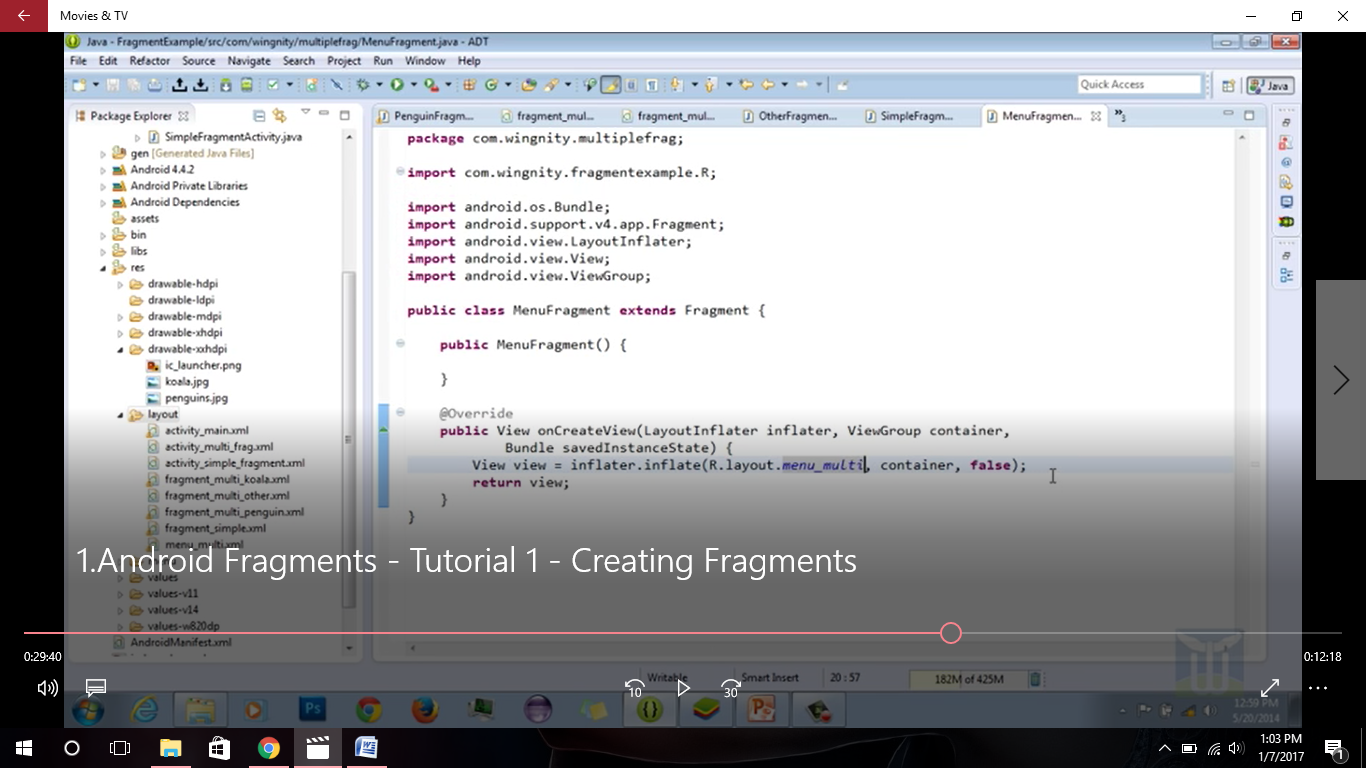 Movies & TV
Java - FragmentExample/src/com/wingnity/multiplefrag/MenuFragment.java - ADT
File Edit Refactor Source Navigate Search Project Run Window Help
Quick Access
Java
Package Explorer
SimpleFragmentActivity.java
gen [Generated Java Files]
Android 4.4.2
Android Private Libraries
Android Dependencies
assets
bin
libs
res
drawable-hdpi
drawable-ldpi
drawable-mdpi
drawable-xhdpi
drawable-xxhdpi
ic_launcher.png
koala.jpg
penguins.jpg
layout
activity_main.xml
activity_multi_frag.xml
activity_simple_fragment.xml
fragment_multi_koala.xml
fragment_multi_other.xml
fragment_multi_penguin.xml
fragment_simple.xml
menu_multi.xml
values
values-v11
values-v14
values-w820dp
AndroidManifest.xml
PenguinFragm... fragment_mul... fragment_mul... OtherFragmen... SimpleFragm... MenuFragmen... »3
package com.wingnity.multiplefrag;
import com.wingnity.fragmentexample.R;
import android.os.Bundle;
import android.support.v4.app.Fragment;
import android.view.LayoutInflater;
import android.view.View;
import android.view.ViewGroup;
public class MenuFragment extends Fragment {
public MenuFragment() {
}
@Override
public View onCreateView(LayoutInflater inflater, ViewGroup container,
Bundle savedInstanceState) {
View view = inflater.inflate(R.layout.menu_multi, container, false);
return view;
}
}
1.Android Fragments - Tutorial 1 - Creating Fragments
0:29:40
0:12:18
Writable Smart Insert 20 : 57 182M of 425M
10 30
Ps
12:59 PM
5/20/2014
1:03 PM
1/7/2017
1